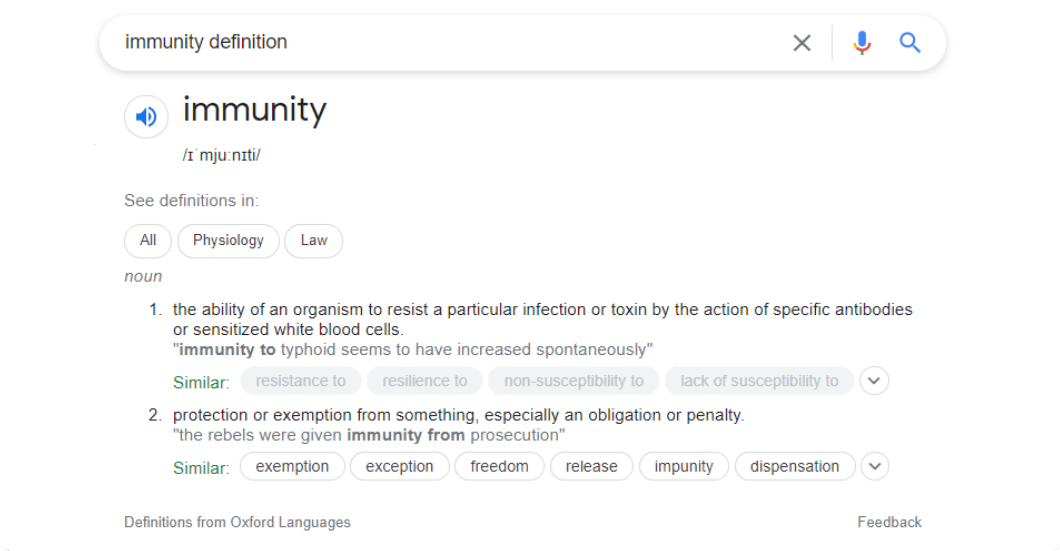 immunity definition
immunity
/ɪˈmjuːnɪti/
See definitions in:
All Physiology Law
noun
1. the ability of an organism to resist a particular infection or toxin by the action of specific antibodies
or sensitized white blood cells.
"immunity to typhoid seems to have increased spontaneously"
Similar: resistance to resilience to non-susceptibility to lack of susceptibility to
2. protection or exemption from something, especially an obligation or penalty.
"the rebels were given immunity from prosecution"
Similar: exemption exception freedom release impunity dispensation
Definitions from Oxford Languages Feedback